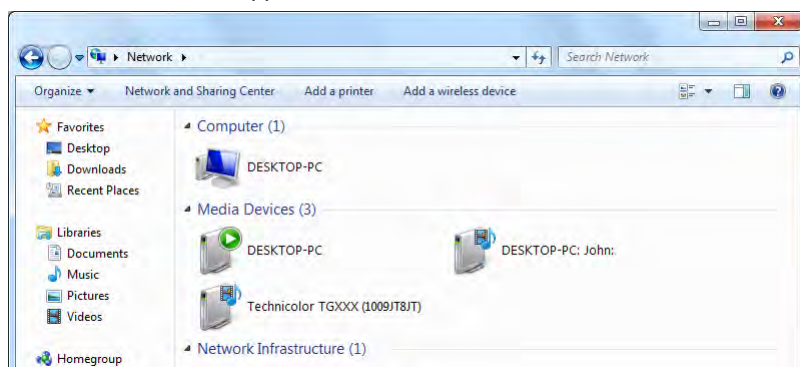 Network
Search Network
Organize
Network and Sharing Center
Add a printer
Add a wireless device
Favorites
Desktop
Downloads
Recent Places
Libraries
Documents
Music
Pictures
Videos
Homegroup
Computer (1)
DESKTOP-PC
Media Devices (3)
DESKTOP-PC
DESKTOP-PC: John:
Technicolor TGXXX (1009JT8JT)
Network Infrastructure (1)